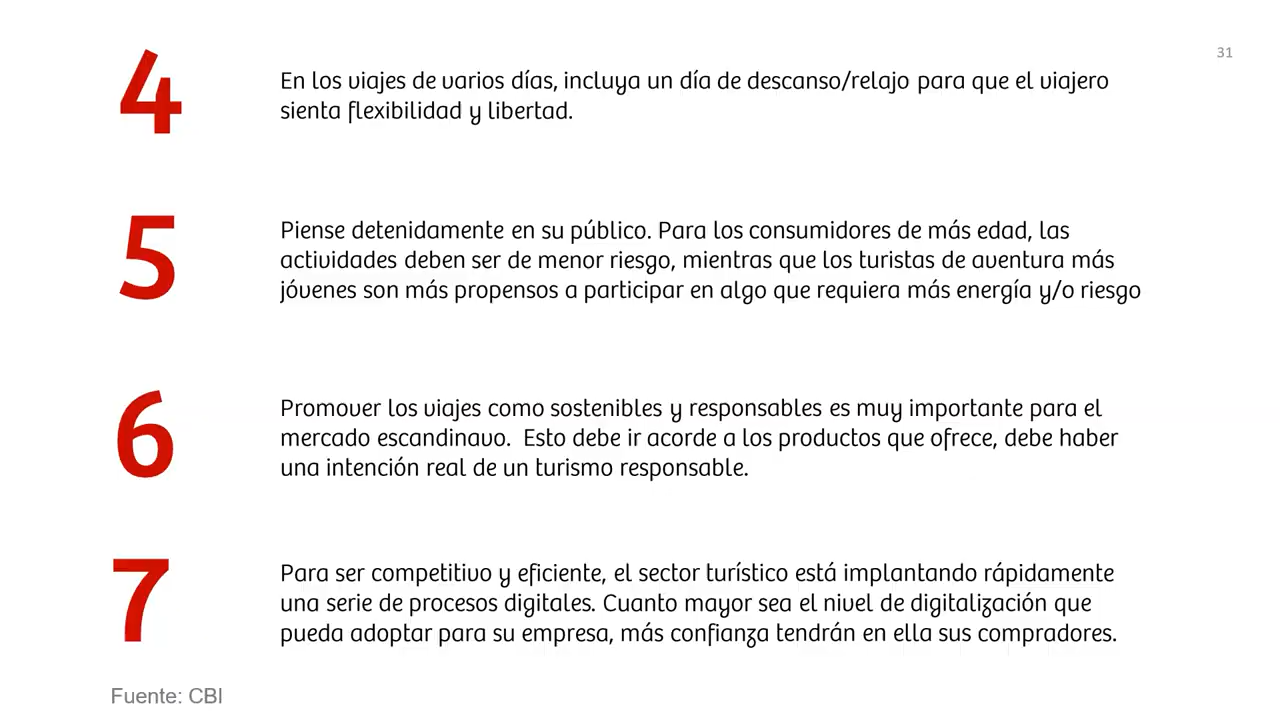 31
4
En los viajes de varios días, incluya un día de descanso/relajo para que el viajero
sienta flexibilidad y libertad.
5
Piense detenidamente en su público. Para los consumidores de más edad, las
actividades deben ser de menor riesgo, mientras que los turistas de aventura más
jóvenes son más propensos a participar en algo que requiera más energía y/o riesgo
6
Promover los viajes como sostenibles y responsables es muy importante para el
mercado escandinavo. Esto debe ir acorde a los productos que ofrece, debe haber
una intención real de un turismo responsable.
7
Para ser competitivo y eficiente, el sector turístico está implantando rápidamente
una serie de procesos digitales. Cuanto mayor sea el nivel de digitalización que
pueda adoptar para su empresa, más confianza tendrán en ella sus compradores.
Fuente: CBI